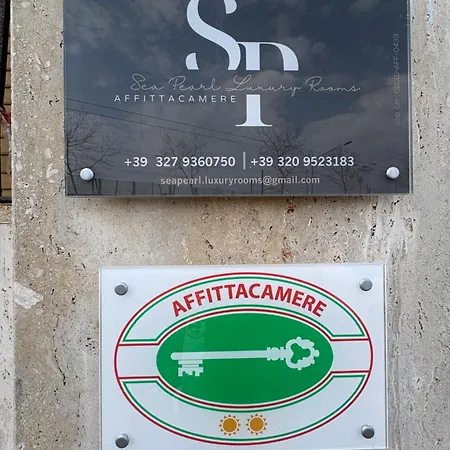 SP
Sea Pearl Luxury Rooms
AFFITTACAMERE
+39 327 9360750 | +39 320 9523183
seapearl.luxuryrooms@gmail.com
AFFITTACAMERE